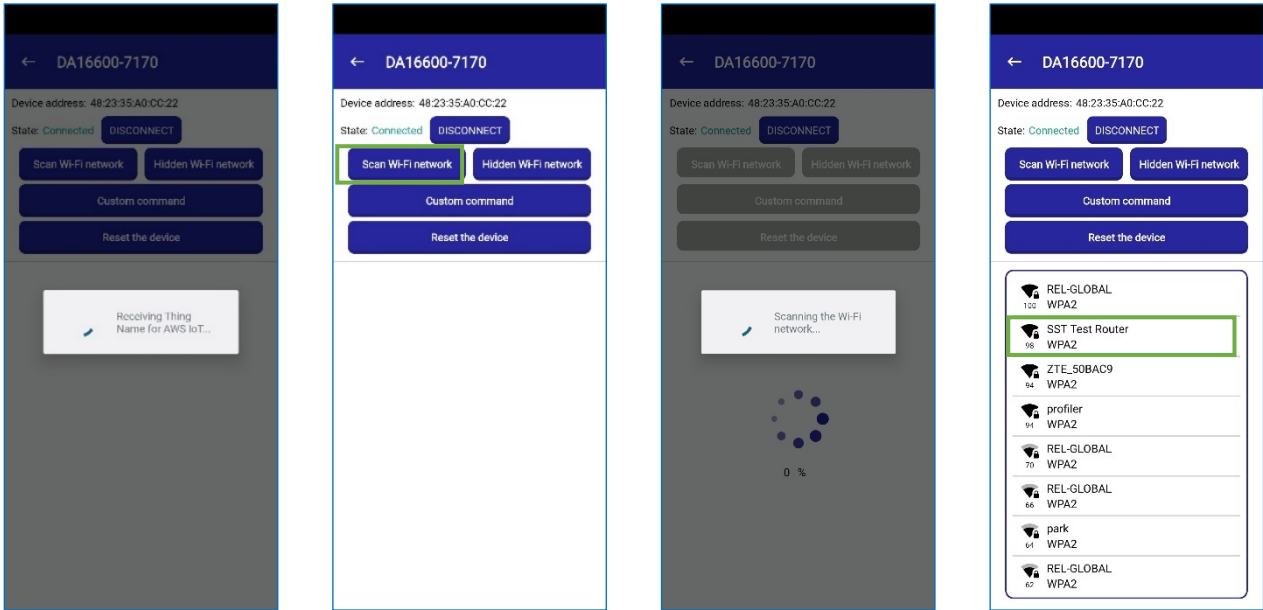 ← DA16600-7170
Device address: 48:23:35:A0:CC:22
State: Connected DISCONNECT
Scan Wi-Fi network Hidden Wi-Fi network
Custom command
Reset the device
Receiving Thing
Name for AWS IoT...
← DA16600-7170
Device address: 48:23:35:A0:CC:22
State: Connected DISCONNECT
Scan Wi-Fi network Hidden Wi-Fi network
Custom command
Reset the device
← DA16600-7170
Device address: 48:23:35:A0:CC:22
State: Connected DISCONNECT
Scan Wi-Fi network Hidden Wi-Fi network
Custom command
Reset the device
Scanning the Wi-Fi
network...
0 %
← DA16600-7170
Device address: 48:23:35:A0:CC:22
State: Connected DISCONNECT
Scan Wi-Fi network Hidden Wi-Fi network
Custom command
Reset the device
REL-GLOBAL
100 WPA2
SST Test Router
98 WPA2
ZTE_50BAC9
94 WPA2
profiler
94 WPA2
REL-GLOBAL
70 WPA2
REL-GLOBAL
66 WPA2
park
64 WPA2
REL-GLOBAL
62 WPA2